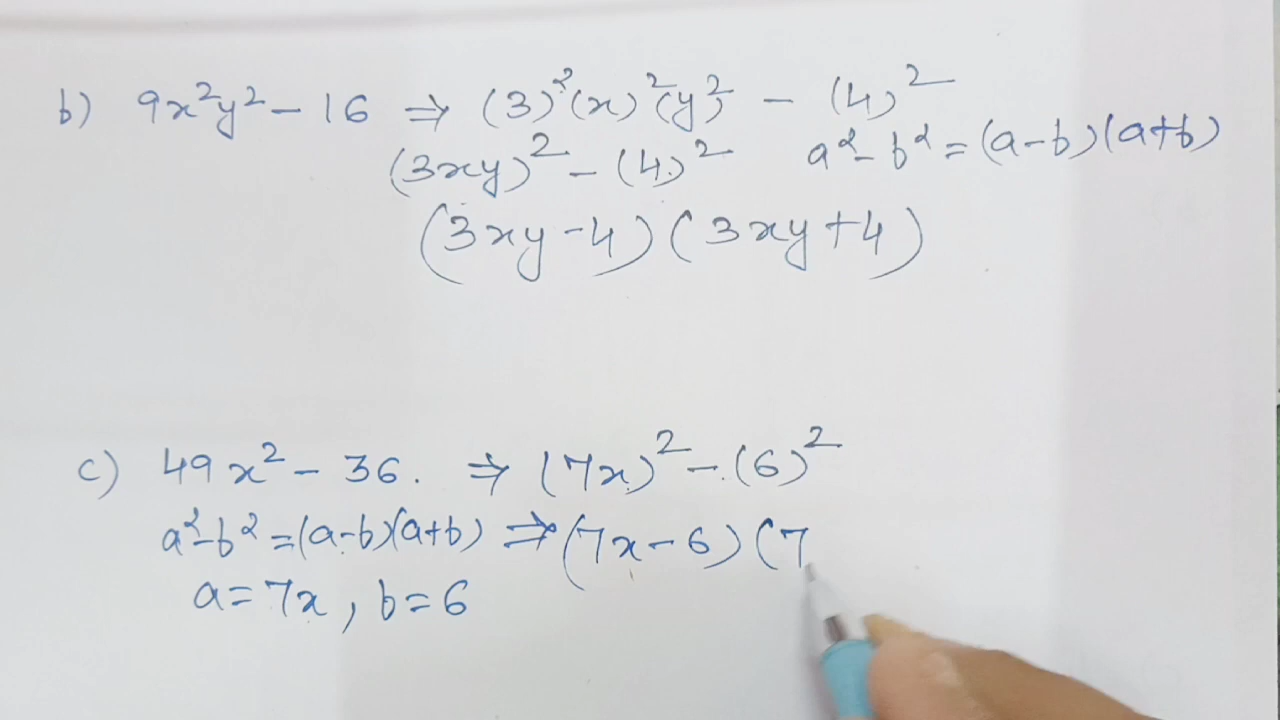 b) 9x²y² - 16 ⇒ (3)²(x)²(y)² - (4)²
(3xy)² - (4)² a² - b² = (a-b)(a+b)
(3xy-4)(3xy+4)
c) 49x² - 36. ⇒ (7x)² - (6)²
a² - b² = (a-b)(a+b) ⇒ (7x-6)(7
a = 7x, b = 6